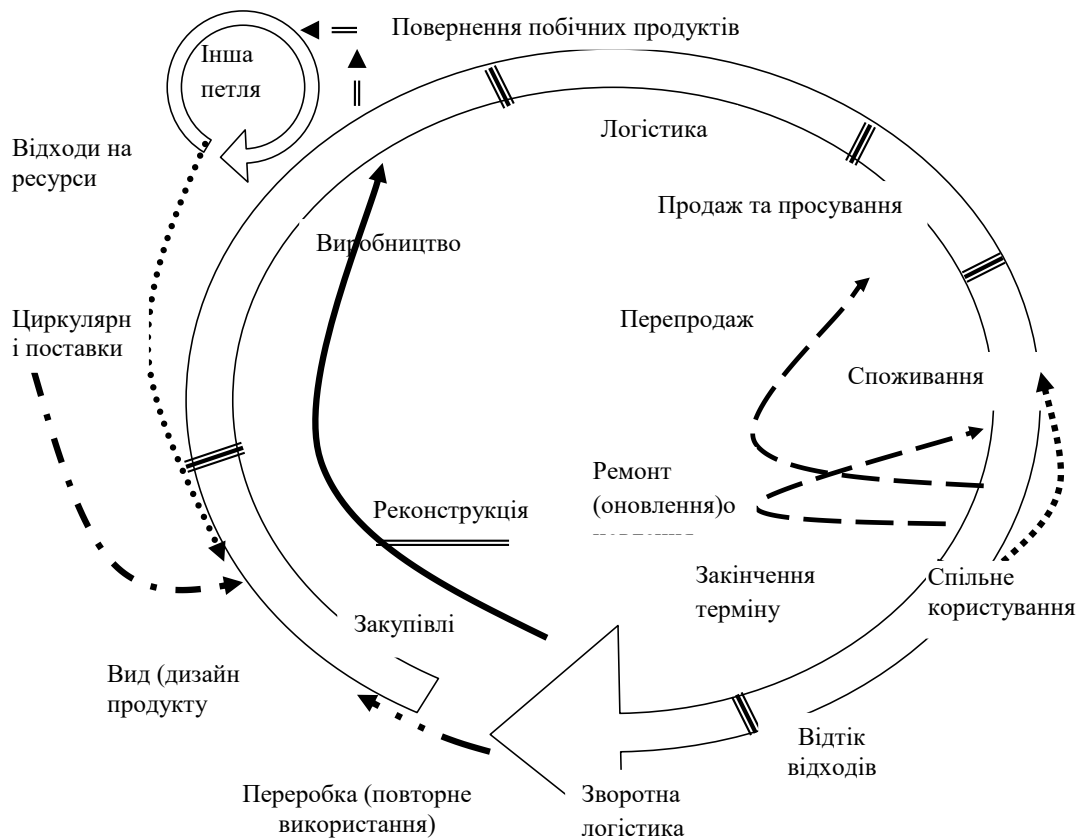 Повернення побічних продуктів
Інша
петля
Логістика
Відходи на
ресурси
Продаж та просування
Виробництво
Циркулярн
і поставки
Перепродаж
Споживання
Ремонт
(оновлення)о
Реконструкція
Закінчення
терміну
Спільне
користування
Закупівлі
Вид (дизайн
продукту
Відтік
відходів
Переробка (повторне
використання)
Зворотна
логістика